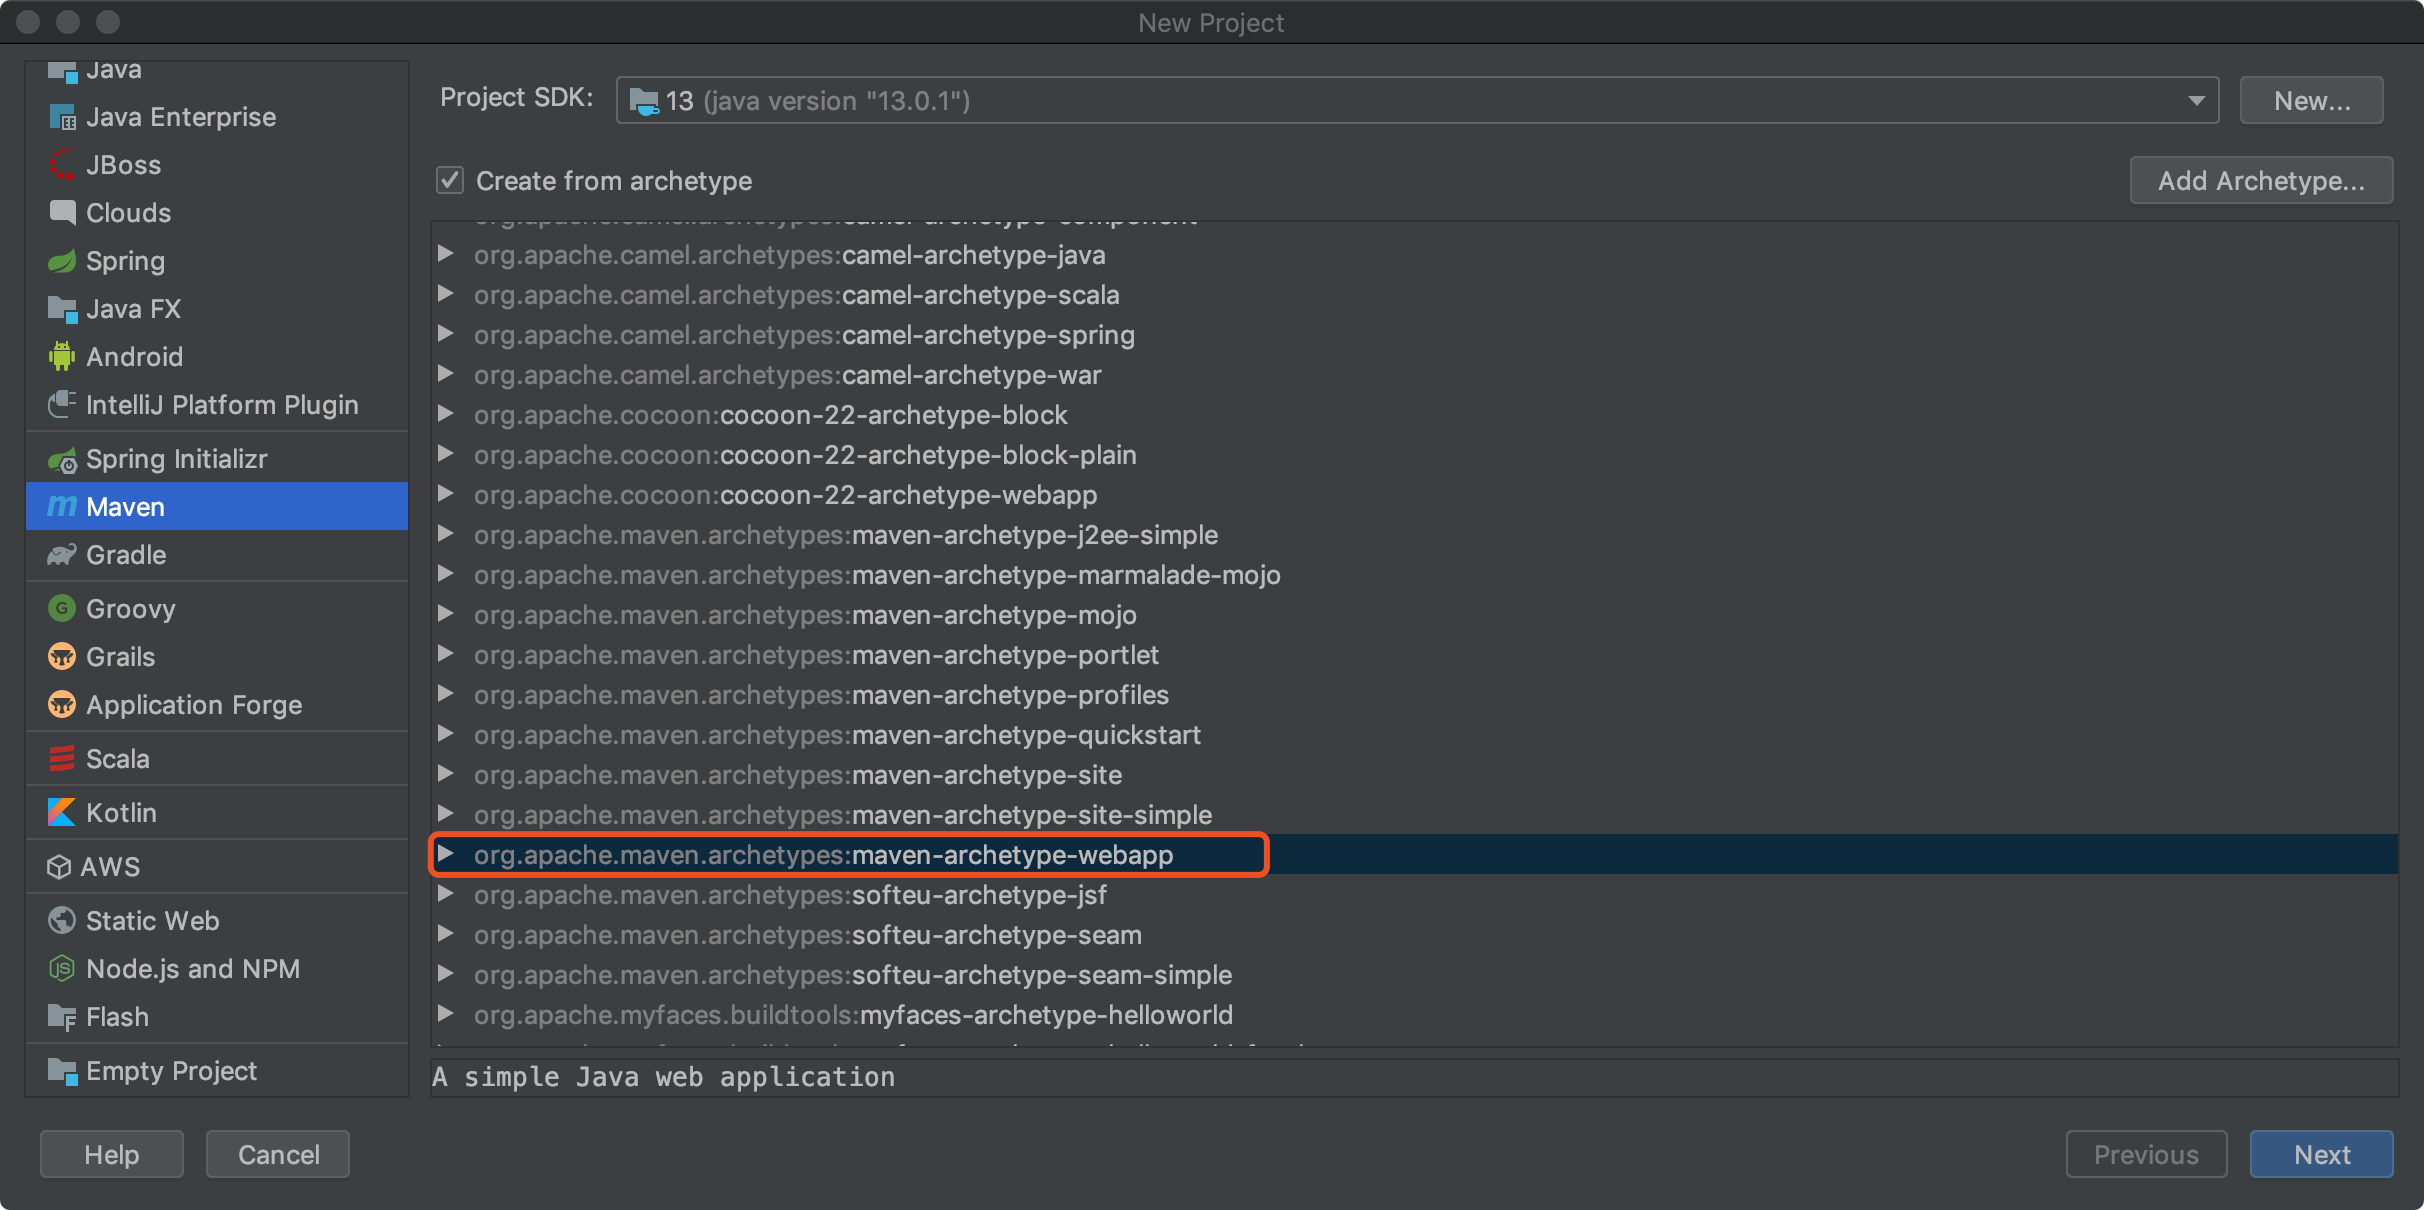 New Project
Java
Java Enterprise
JBoss
Clouds
Spring
Java FX
Android
IntelliJ Platform Plugin
Spring Initializr
Maven
Gradle
Groovy
Grails
Application Forge
Scala
Kotlin
AWS
Static Web
Node.js and NPM
Flash
Empty Project
Project SDK: 13 (java version "13.0.1") New...
Create from archetype Add Archetype...
org.apache.camel.archetypes:camel-archetype-component
org.apache.camel.archetypes:camel-archetype-java
org.apache.camel.archetypes:camel-archetype-scala
org.apache.camel.archetypes:camel-archetype-spring
org.apache.camel.archetypes:camel-archetype-war
org.apache.cocoon:cocoon-22-archetype-block
org.apache.cocoon:cocoon-22-archetype-block-plain
org.apache.cocoon:cocoon-22-archetype-webapp
org.apache.maven.archetypes:maven-archetype-j2ee-simple
org.apache.maven.archetypes:maven-archetype-marmalade-mojo
org.apache.maven.archetypes:maven-archetype-mojo
org.apache.maven.archetypes:maven-archetype-portlet
org.apache.maven.archetypes:maven-archetype-profiles
org.apache.maven.archetypes:maven-archetype-quickstart
org.apache.maven.archetypes:maven-archetype-site
org.apache.maven.archetypes:maven-archetype-site-simple
org.apache.maven.archetypes:maven-archetype-webapp
org.apache.maven.archetypes:softeu-archetype-jsf
org.apache.maven.archetypes:softeu-archetype-seam
org.apache.maven.archetypes:softeu-archetype-seam-simple
org.apache.myfaces.buildtools:myfaces-archetype-helloworld
A simple Java web application
Help Cancel Previous Next